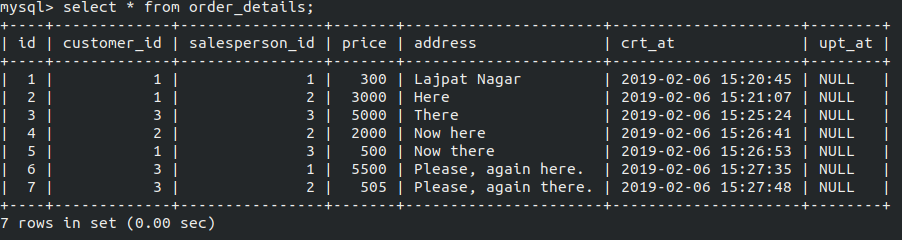 mysql> select * from order_details;
+----+-------------+----------------+-------+-------------------------+---------------------+--------+
| id | customer_id | salesperson_id | price | address                 | crt_at              | upt_at |
+----+-------------+----------------+-------+-------------------------+---------------------+--------+
|  1 |           1 |              1 |   300 | Lajpat Nagar            | 2019-02-06 15:20:45 | NULL   |
|  2 |           1 |              2 |  3000 | Here                    | 2019-02-06 15:21:07 | NULL   |
|  3 |           3 |              3 |  5000 | There                   | 2019-02-06 15:25:24 | NULL   |
|  4 |           2 |              2 |  2000 | Now here                | 2019-02-06 15:26:41 | NULL   |
|  5 |           1 |              3 |   500 | Now there               | 2019-02-06 15:26:53 | NULL   |
|  6 |           3 |              1 |  5500 | Please, again here.     | 2019-02-06 15:27:35 | NULL   |
|  7 |           3 |              2 |   505 | Please, again there.    | 2019-02-06 15:27:48 | NULL   |
+----+-------------+----------------+-------+-------------------------+---------------------+--------+
7 rows in set (0.00 sec)